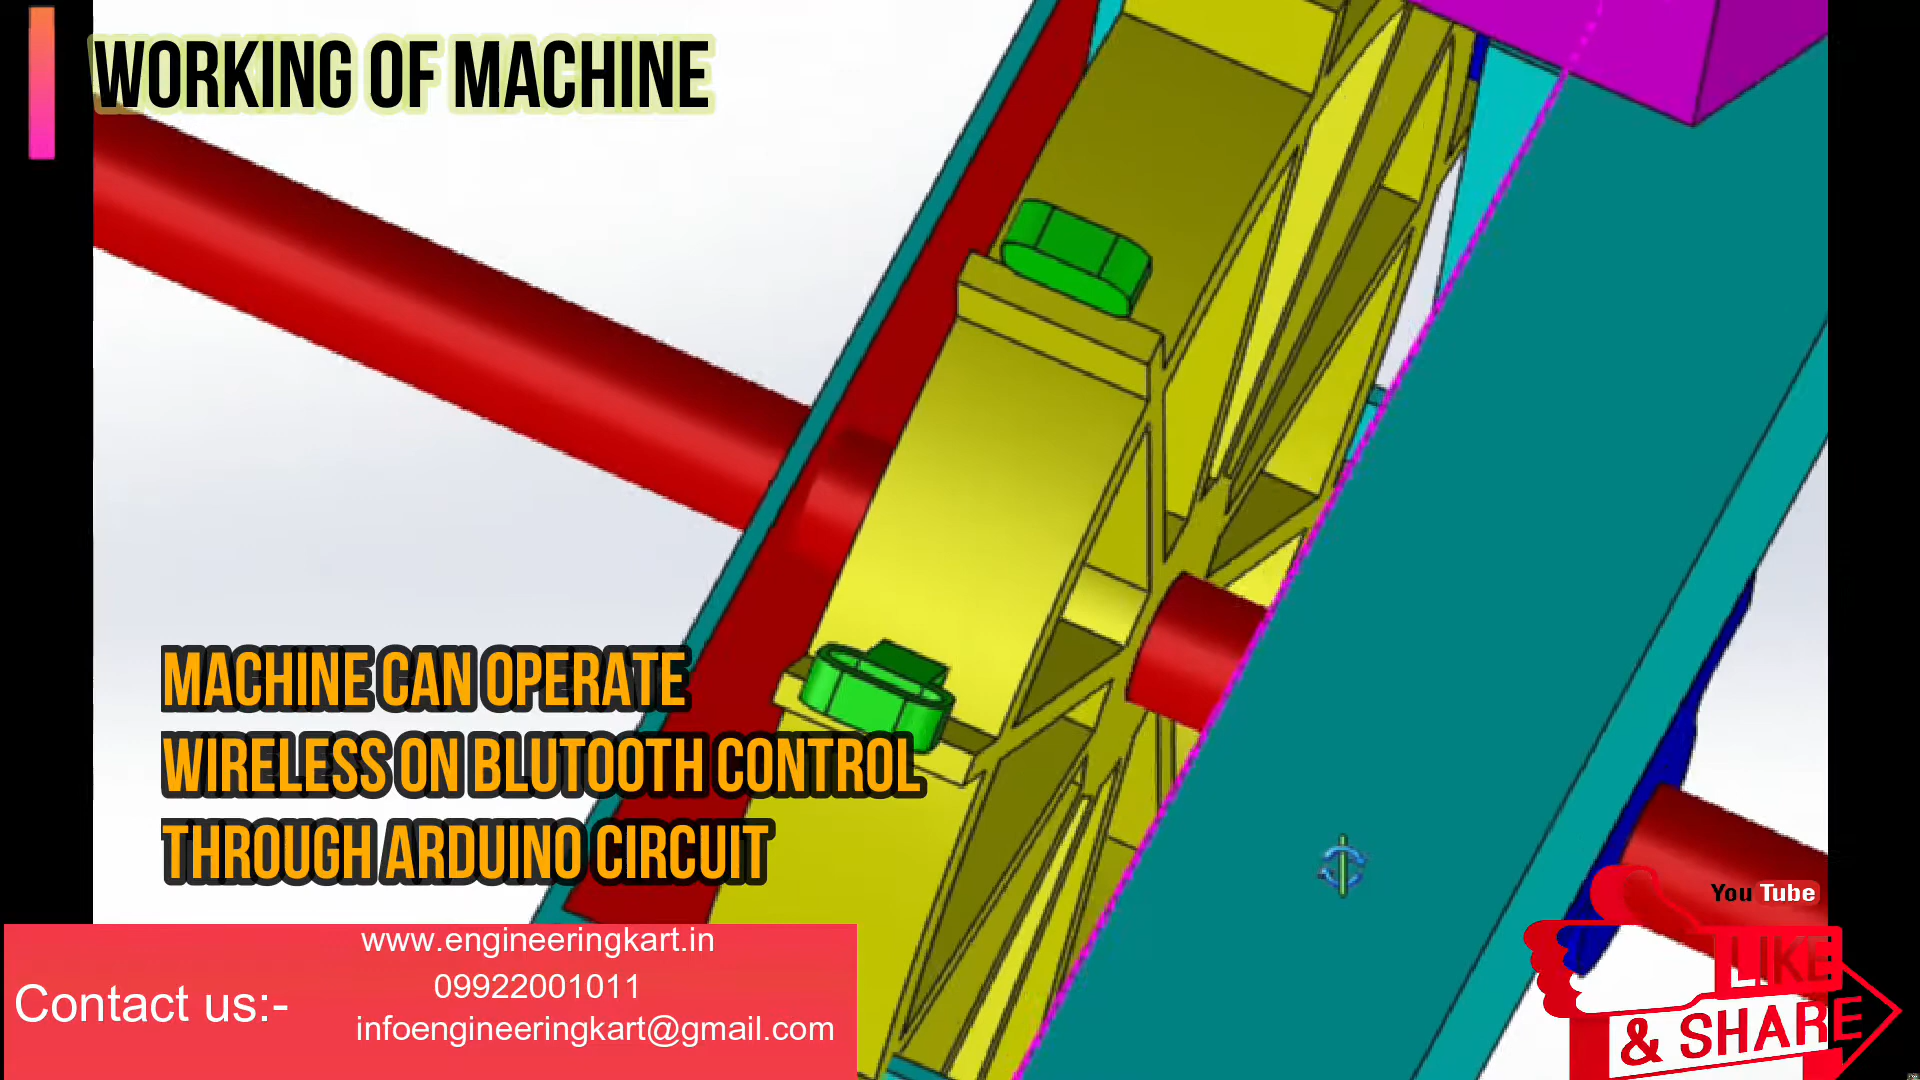 WORKING OF MACHINE
MACHINE CAN OPERATE
WIRELESS ON BLUTOOTH CONTROL
THROUGH ARDUINO CIRCUIT
Contact us:-
www.engineeringkart.in
09922001011
infoengineeringkart@gmail.com
You Tube
LIKE
& SHARE